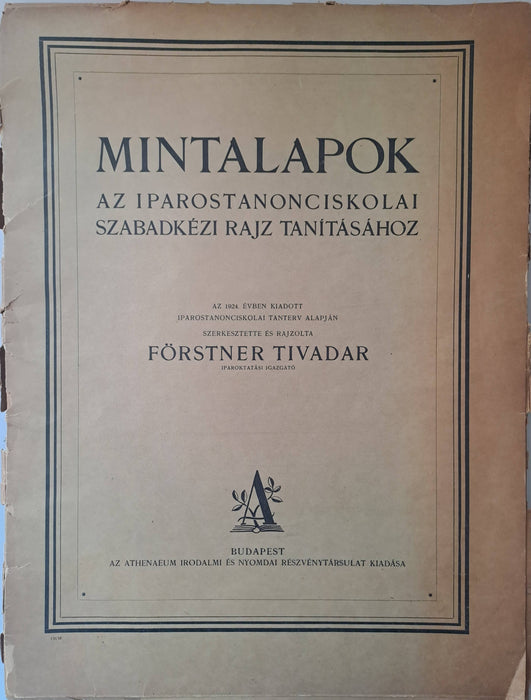 MINTALAPOK
AZ IPAROSTANONCISKOLAI
SZABADKÉZI RAJZ TANÍTÁSÁHOZ
AZ 1924. ÉVBEN KIADOTT
IPAROSTANONCISKOLAI TANTERV ALAPJÁN
SZERKESZTETTE ÉS RAJZOLTA
FÖRSTNER TIVADAR
IPAROKTATÁSI IGAZGATÓ
A
BUDAPEST
AZ ATHENAEUM IRODALMI ÉS NYOMDAI RÉSZVÉNYTÁRSULAT KIADÁSA